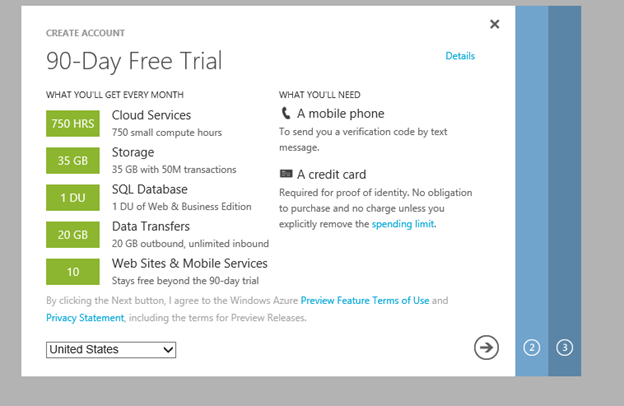 CREATE ACCOUNT
90-Day Free Trial
Details
WHAT YOU'LL GET EVERY MONTH
750 HRS
Cloud Services
750 small compute hours
35 GB
Storage
35 GB with 50M transactions
1 DU
SQL Database
1 DU of Web & Business Edition
20 GB
Data Transfers
20 GB outbound, unlimited inbound
10
Web Sites & Mobile Services
Stays free beyond the 90-day trial
WHAT YOU'LL NEED
A mobile phone
To send you a verification code by text
message.
A credit card
Required for proof of identity. No obligation
to purchase and no charge unless you
explicitly remove the spending limit.
By clicking the Next button, I agree to the Windows Azure Preview Feature Terms of Use and
Privacy Statement, including the terms for Preview Releases.
United States
2
3